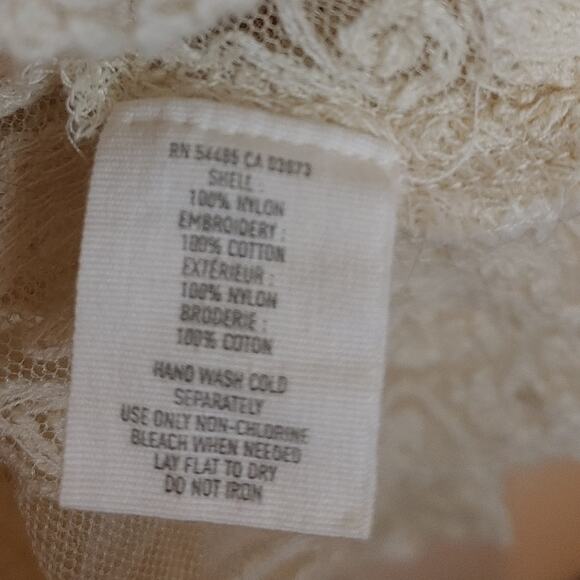 RN 54485 CA 03073
SHELL :
100% NYLON
EMBROIDERY :
100% COTTON
EXTÉRIEUR :
100% NYLON
BRODERIE :
100% COTON
HAND WASH COLD
SEPARATELY
USE ONLY NON-CHLORINE
BLEACH WHEN NEEDED
LAY FLAT TO DRY
DO NOT IRON